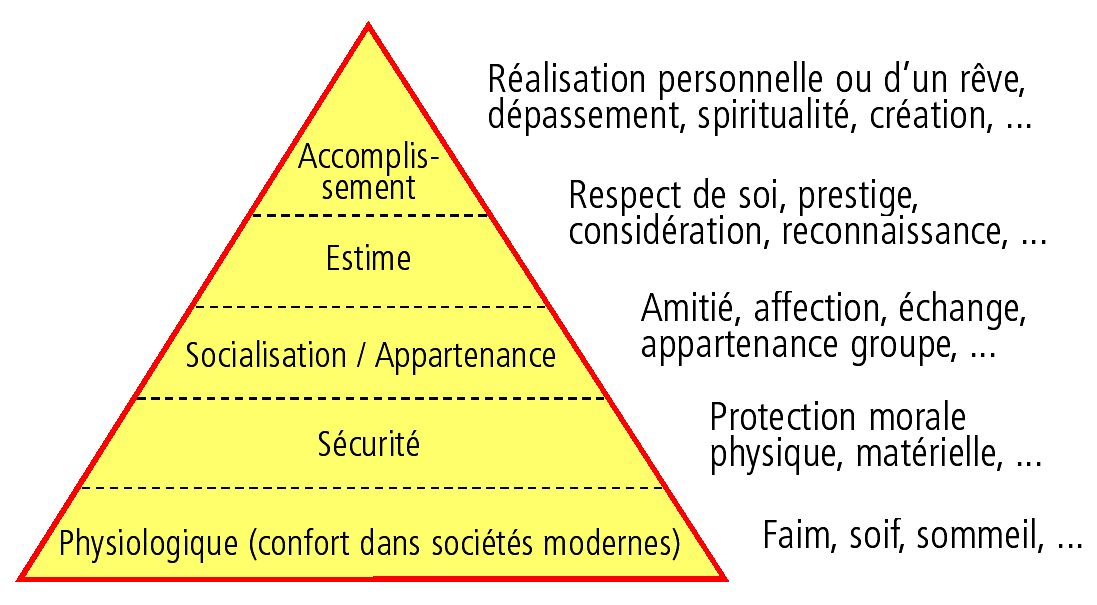 Réalisation personnelle ou d’un rêve,
dépassement, spiritualité, création, ...
Accomplis-
sement
Respect de soi, prestige,
considération, reconnaissance, ...
Estime
Amitié, affection, échange,
appartenance groupe, ...
Socialisation / Appartenance
Protection morale
physique, matérielle, ...
Sécurité
Faim, soif, sommeil, ...
Physiologique (confort dans sociétés modernes)